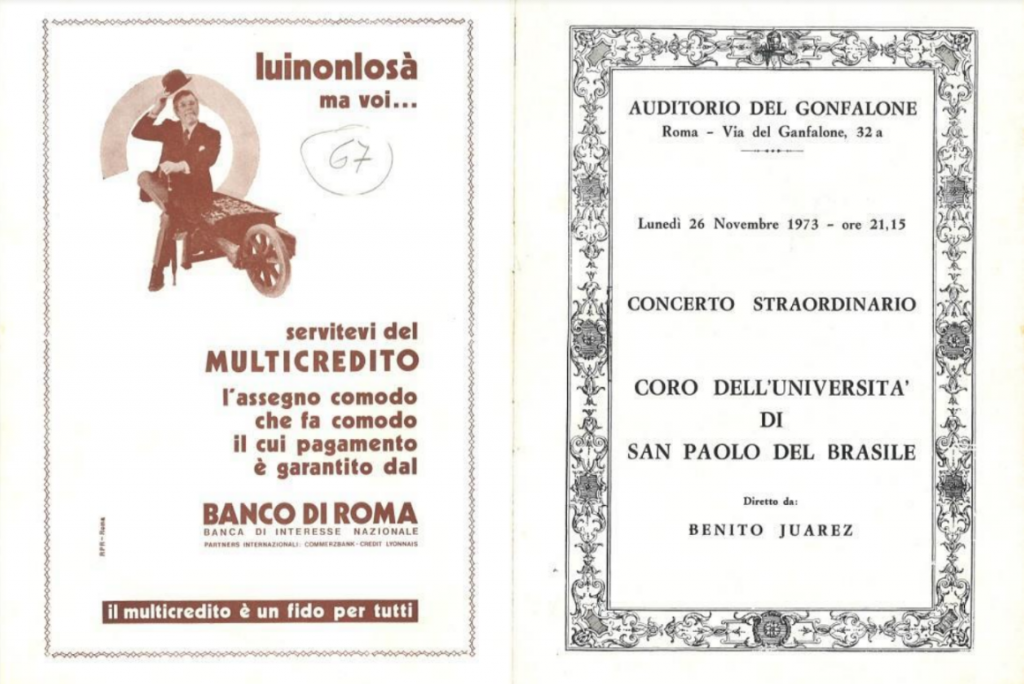 luinonlosà
ma voi...
67
servitevi del
MULTICREDITO
l'assegno comodo
che fa comodo
il cui pagamento
è garantito dal
BANCO DI ROMA
BANCA DI INTERESSE NAZIONALE
PARTNERS INTERNAZIONALI: COMMERZBANK - CREDIT LYONNAIS
il multicredito è un fido per tutti
AUDITORIO DEL GONFALONE
Roma - Via del Ganfalone, 32 a
Lunedì 26 Novembre 1973 - ore 21,15
CONCERTO STRAORDINARIO
CORO DELL'UNIVERSITA'
DI
SAN PAOLO DEL BRASILE
Diretto da:
BENITO JUAREZ